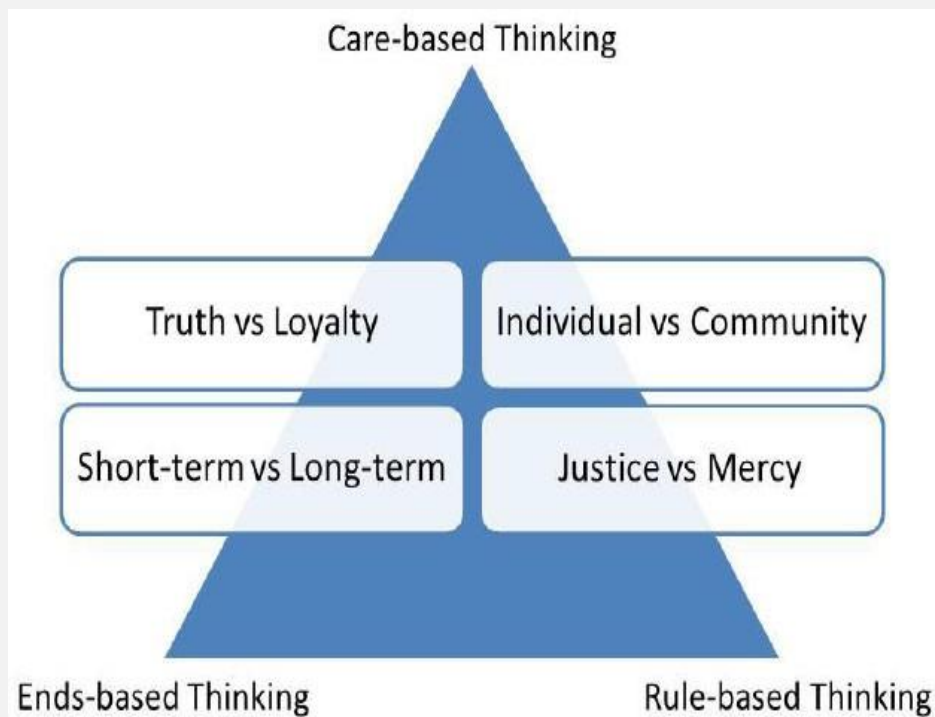 Care-based Thinking
Truth vs Loyalty
Individual vs Community
Short-term vs Long-term
Justice vs Mercy
Ends-based Thinking
Rule-based Thinking